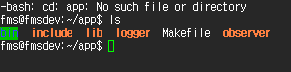 -bash: cd: app: No such file or directory
fms@fmsdev:~/app$ ls
bin include lib logger Makefile observer
fms@fmsdev:~/app$